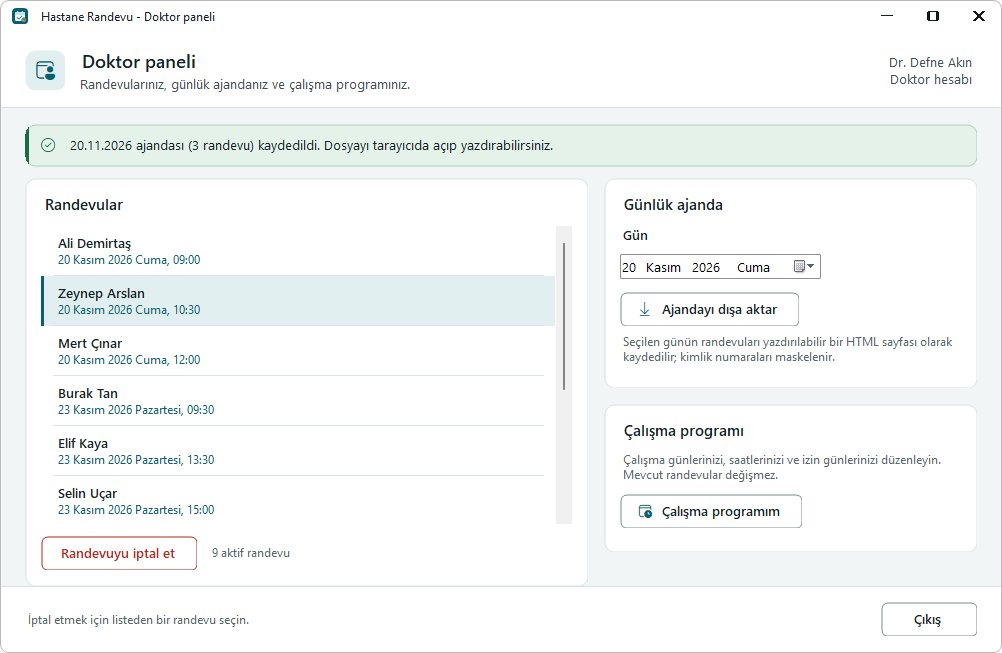 Hastane Randevu - Doktor paneli
Doktor paneli
Randevularınız, günlük ajandanız ve çalışma programınız.
Dr. Defne Akın
Doktor hesabı
20.11.2026 ajandası (3 randevu) kaydedildi. Dosyayı tarayıcıda açıp yazdırabilirsiniz.
Randevular
Ali Demirtaş
20 Kasım 2026 Cuma, 09:00
Zeynep Arslan
20 Kasım 2026 Cuma, 10:30
Mert Çınar
20 Kasım 2026 Cuma, 12:00
Burak Tan
23 Kasım 2026 Pazartesi, 09:30
Elif Kaya
23 Kasım 2026 Pazartesi, 13:30
Selin Uçar
23 Kasım 2026 Pazartesi, 15:00
Randevuyu iptal et
9 aktif randevu
Günlük ajanda
Gün
20 Kasım 2026 Cuma
Ajandayı dışa aktar
Seçilen günün randevuları yazdırılabilir bir HTML sayfası olarak
kaydedilir; kimlik numaraları maskelenir.
Çalışma programı
Çalışma günlerinizi, saatlerinizi ve izin günlerinizi düzenleyin.
Mevcut randevular değişmez.
Çalışma programım
İptal etmek için listeden bir randevu seçin.
Çıkış